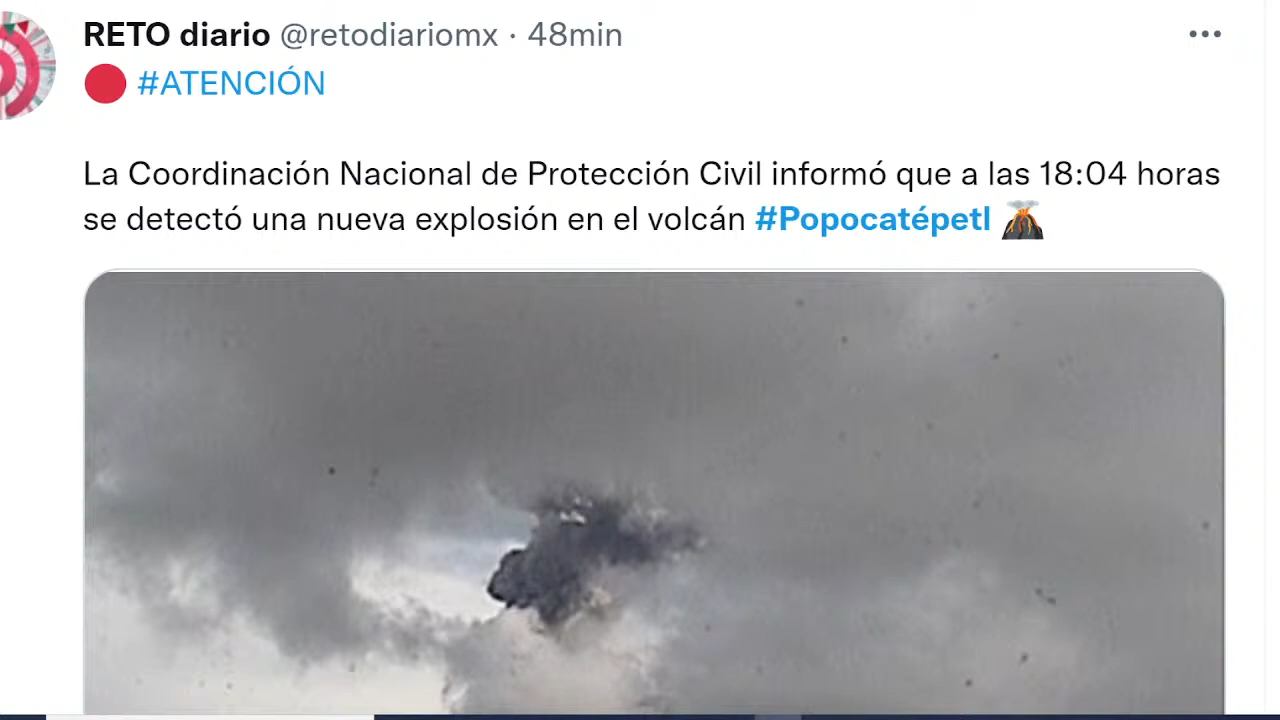 RETO diario @retodiariomx · 48min
🔴 #ATENCIÓN
La Coordinación Nacional de Protección Civil informó que a las 18:04 horas
se detectó una nueva explosión en el volcán #Popocatépetl 🌋